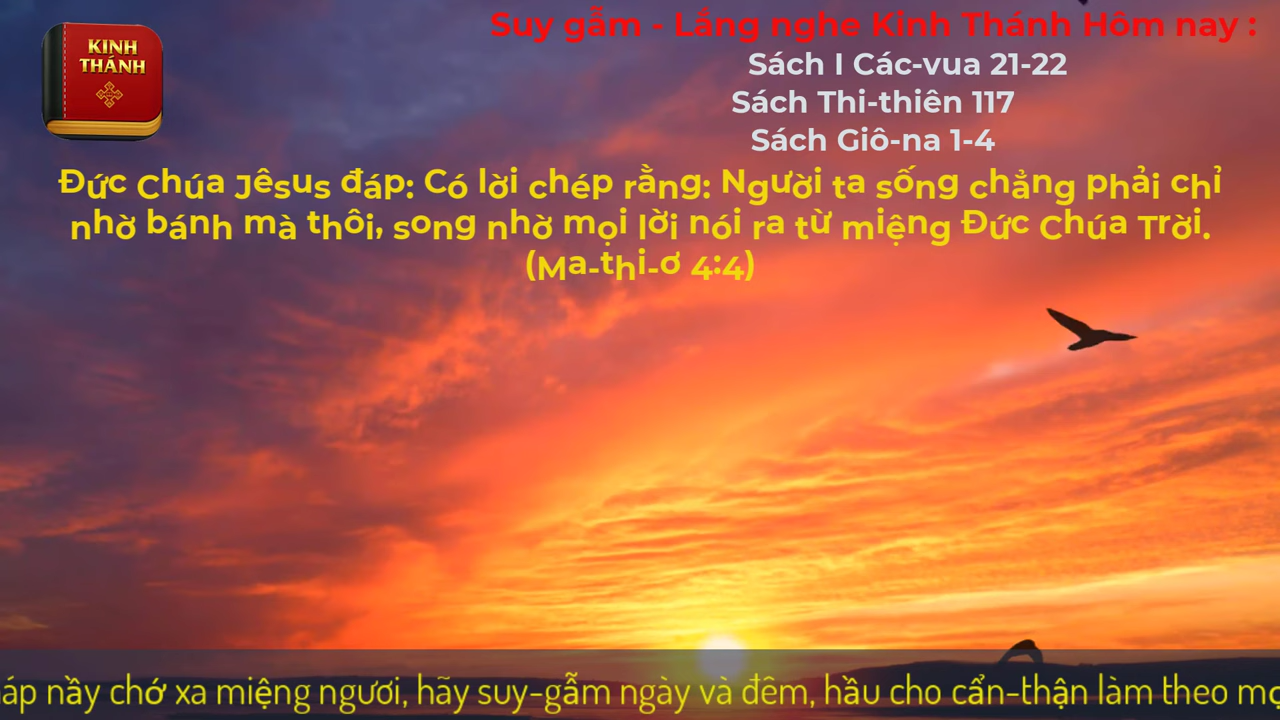 KINH
THÁNH
Suy gẫm - Lắng nghe Kinh Thánh Hôm nay :
Sách I Các-vua 21-22
Sách Thi-thiên 117
Sách Giô-na 1-4
Đức Chúa Jêsus đáp: Có lời chép rằng: Người ta sống chẳng phải chỉ
nhờ bánh mà thôi, song nhờ mọi lời nói ra từ miệng Đức Chúa Trời.
(Ma-thi-ơ 4:4)
nầy chớ xa miệng ngươi, hãy suy-gẫm ngày và đêm, hầu cho cẩn-thận làm theo